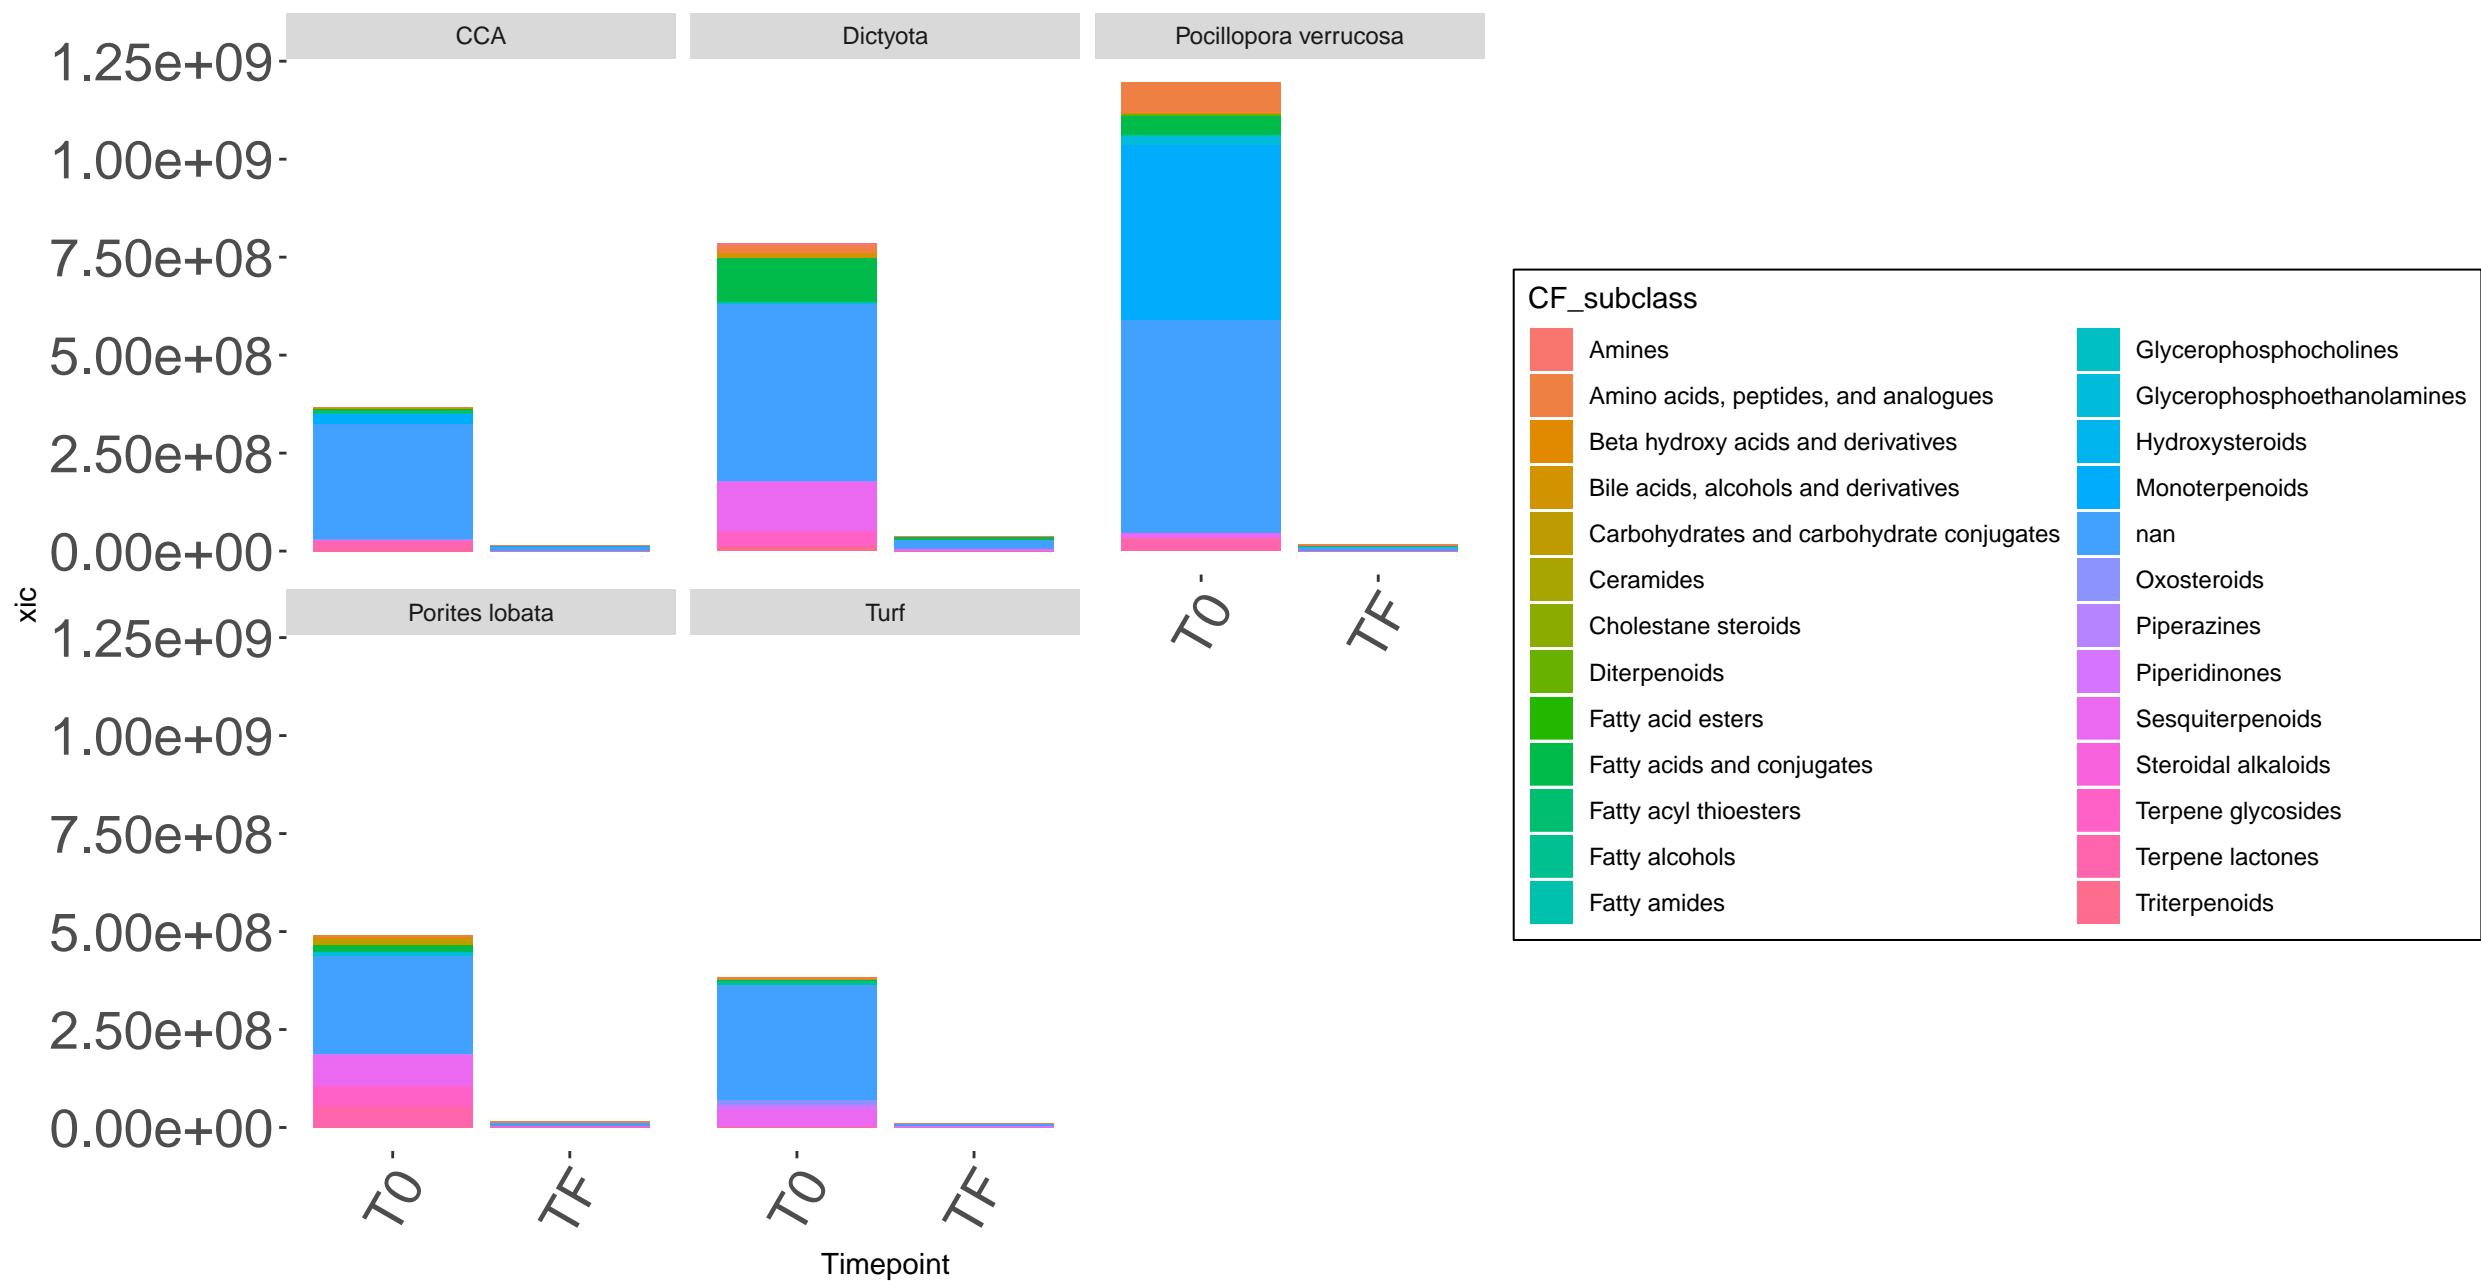 CCA
Dictyota
Pocillopora verrucosa
1.25e+09
1.00e+09
7.50e+08
5.00e+08
2.50e+08
0.00e+00
T0
TF
Porites lobata
Turf
1.25e+09
1.00e+09
7.50e+08
5.00e+08
2.50e+08
0.00e+00
T0
TF
T0
TF
xic
Timepoint
CF_subclass
Amines
Amino acids, peptides, and analogues
Beta hydroxy acids and derivatives
Bile acids, alcohols and derivatives
Carbohydrates and carbohydrate conjugates
Ceramides
Cholestane steroids
Diterpenoids
Fatty acid esters
Fatty acids and conjugates
Fatty acyl thioesters
Fatty alcohols
Fatty amides
Glycerophosphocholines
Glycerophosphoethanolamines
Hydroxysteroids
Monoterpenoids
nan
Oxosteroids
Piperazines
Piperidinones
Sesquiterpenoids
Steroidal alkaloids
Terpene glycosides
Terpene lactones
Triterpenoids